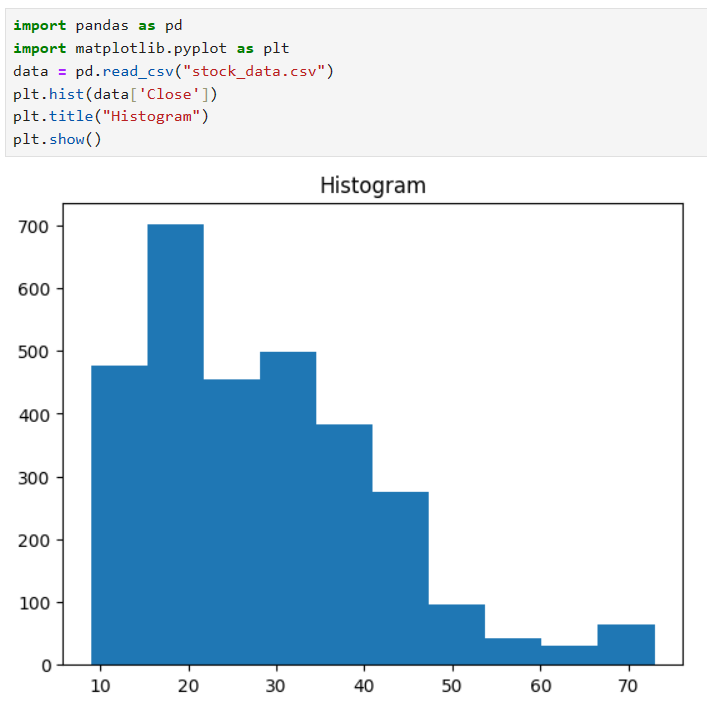 import pandas as pd
import matplotlib.pyplot as plt
data = pd.read_csv("stock_data.csv")
plt.hist(data['Close'])
plt.title("Histogram")
plt.show()
Histogram
700
600
500
400
300
200
100
0
10 20 30 40 50 60 70